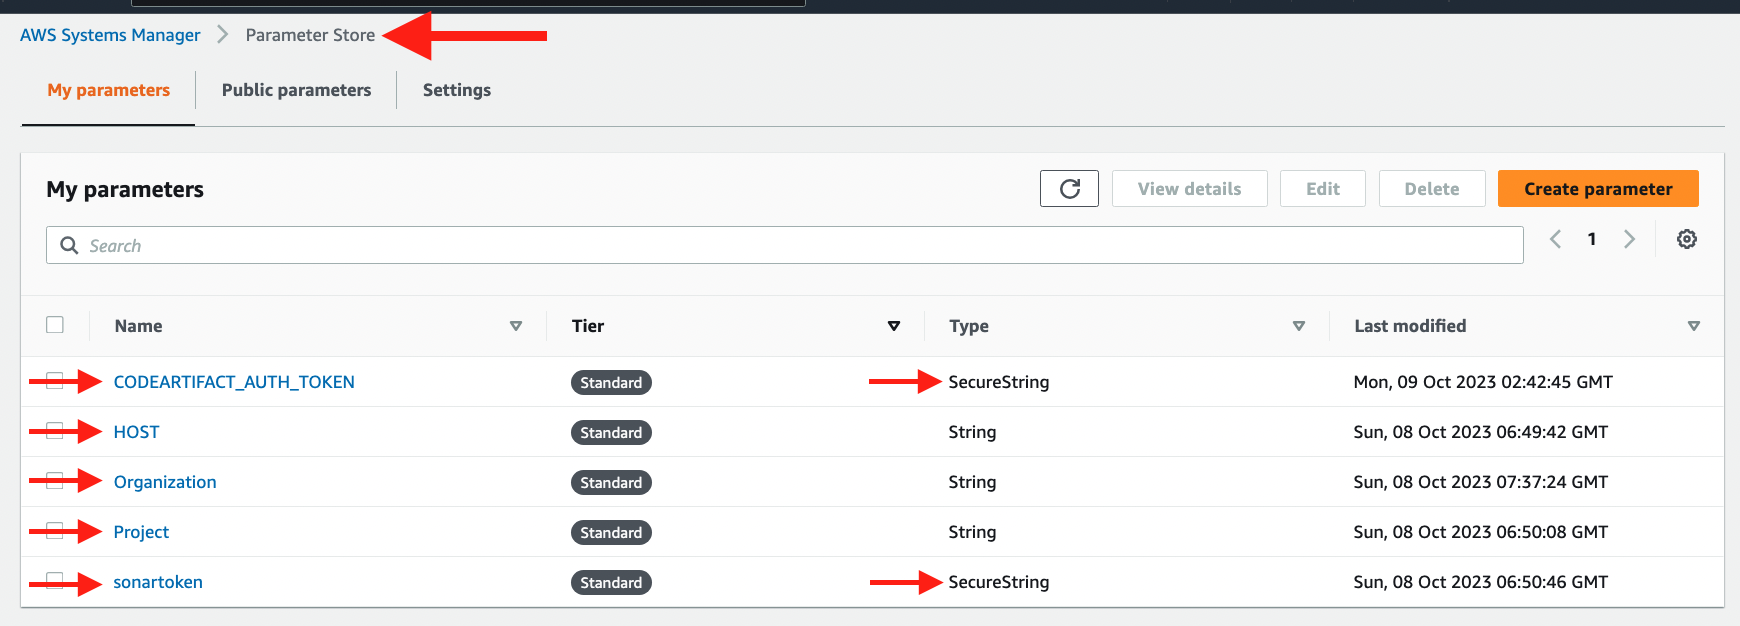 AWS Systems Manager Parameter Store
My parameters Public parameters Settings
My parameters View details Edit Delete Create parameter
Search 1
Name Tier Type Last modified
CODEARTIFACT_AUTH_TOKEN Standard SecureString Mon, 09 Oct 2023 02:42:45 GMT
HOST Standard String Sun, 08 Oct 2023 06:49:42 GMT
Organization Standard String Sun, 08 Oct 2023 07:37:24 GMT
Project Standard String Sun, 08 Oct 2023 06:50:08 GMT
sonartoken Standard SecureString Sun, 08 Oct 2023 06:50:46 GMT